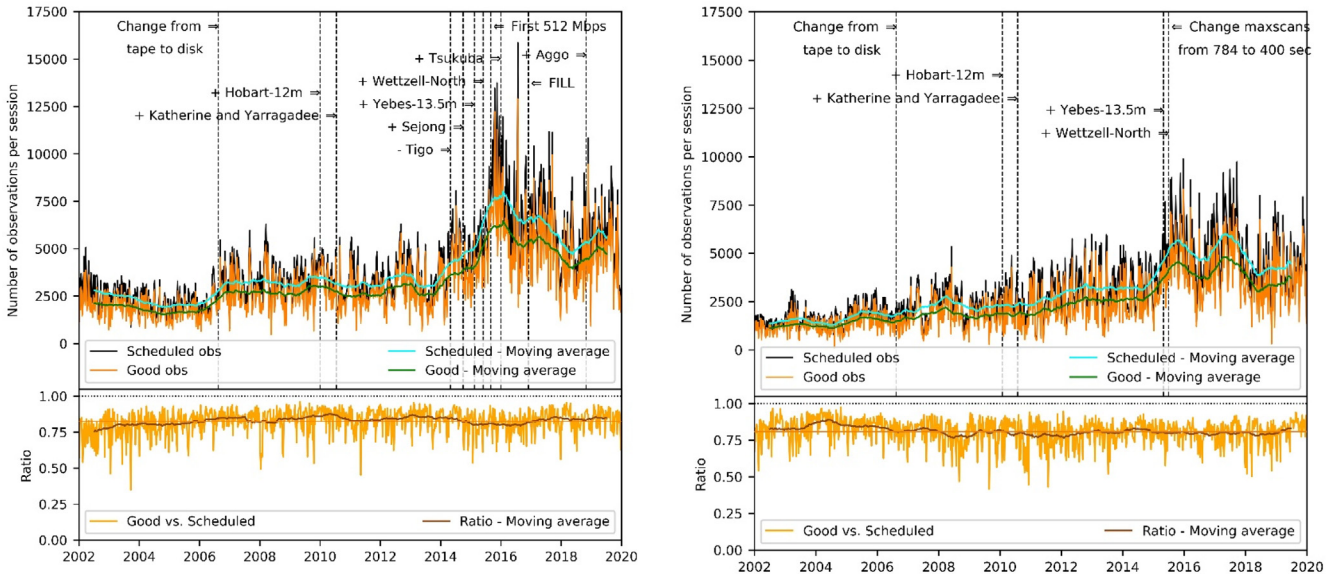 17500
15000
12500
10000
7500
5000
2500
0
Number of observations per session
Change from ⇒
tape to disk
+ Hobart-12m ⇒
+ Katherine and Yarragadee ⇒
⇐ First 512 Mbps
+ Tsukuba ⇒
+ Aggo ⇒
+ Wettzell-North ⇒
⇐ FILL
+ Yebes-13.5m ⇒
+ Sejong ⇒
- Tigo ⇒
Scheduled obs
Good obs
Scheduled - Moving average
Good - Moving average
1.00
0.75
0.50
0.25
0.00
Ratio
Good vs. Scheduled
Ratio - Moving average
2002 2004 2006 2008 2010 2012 2014 2016 2018 2020
17500
15000
12500
10000
7500
5000
2500
0
Number of observations per session
Change from ⇒
tape to disk
+ Hobart-12m ⇒
+ Katherine and Yarragadee ⇒
⇐ Change maxscans
from 784 to 400 sec
+ Yebes-13.5m ⇒
+ Wettzell-North ⇒
Scheduled obs
Good obs
Scheduled - Moving average
Good - Moving average
1.00
0.75
0.50
0.25
0.00
Ratio
Good vs. Scheduled
Ratio - Moving average
2002 2004 2006 2008 2010 2012 2014 2016 2018 2020